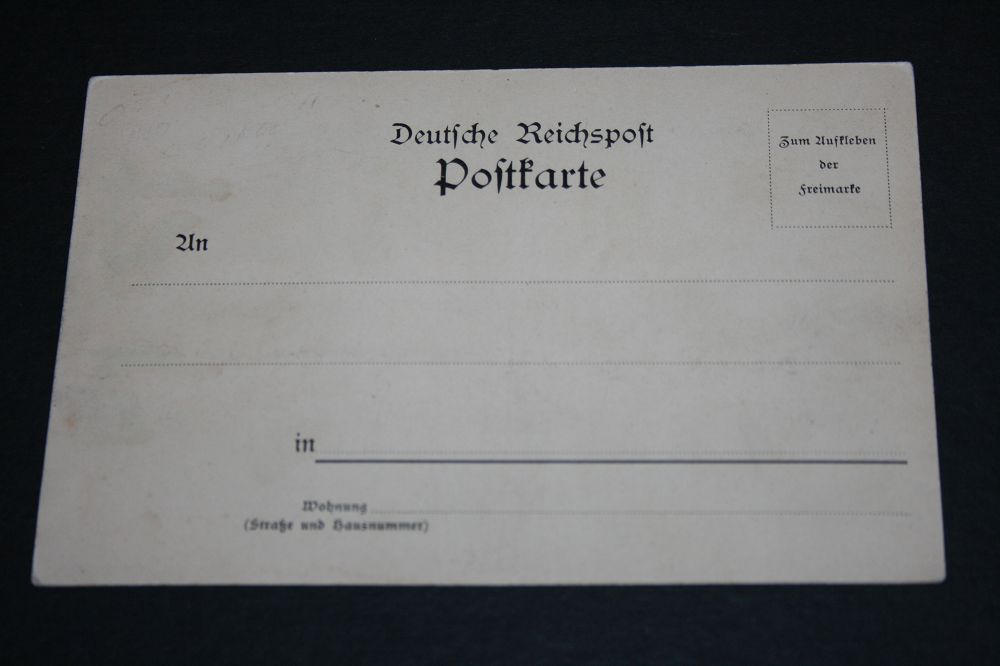 Deutſche Reichspoſt
Poſtkarte
Zum Aufkleben
der
Freimarke
An
in
Wohnung
(Straße und Hausnummer)